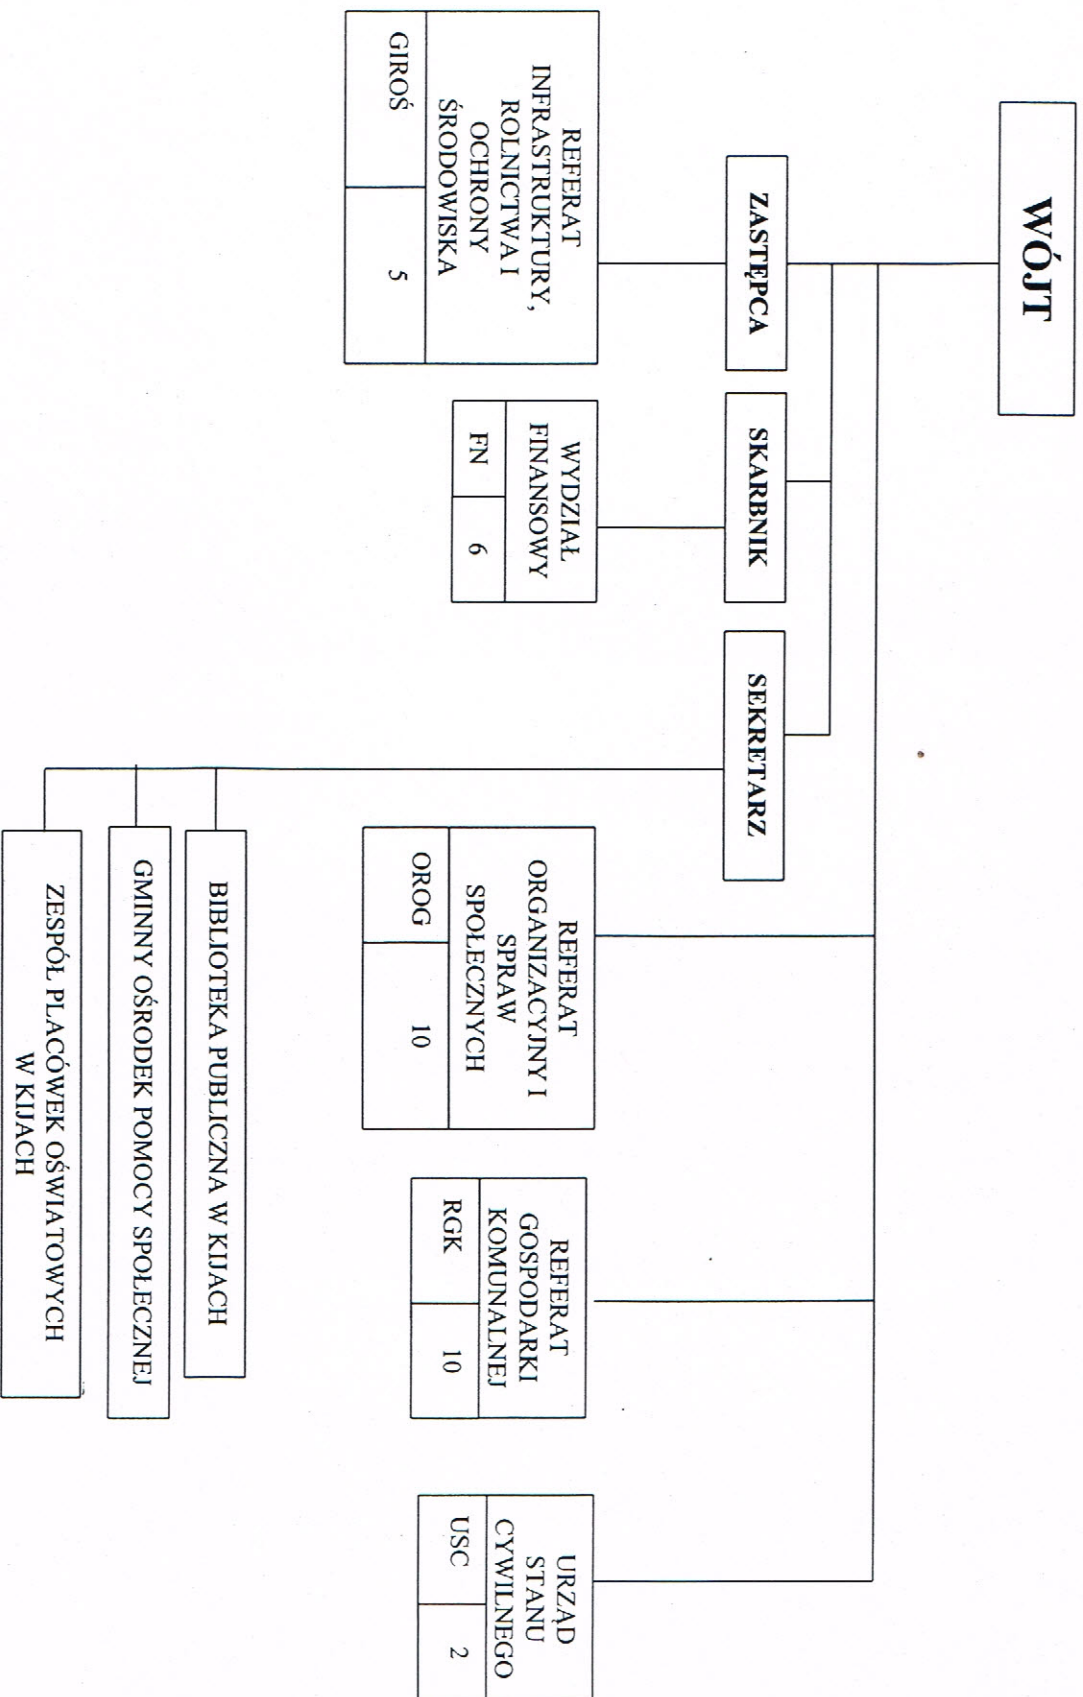 WÓJT
ZASTĘPCA
SKARBNIK
SEKRETARZ
REFERAT
INFRASTRUKTURY,
ROLNICTWA I
OCHRONY
ŚRODOWISKA
GIROŚ
5
WYDZIAŁ
FINANSOWY
FN
6
REFERAT
ORGANIZACYJNY I
SPRAW
SPOŁECZNYCH
OROG
10
REFERAT
GOSPODARKI
KOMUNALNEJ
RGK
10
URZĄD
STANU
CYWILNEGO
USC
2
BIBLIOTEKA PUBLICZNA W KIJACH
GMINNY OŚRODEK POMOCY SPOŁECZNEJ
ZESPÓŁ PLACÓWEK OŚWIATOWYCH
W KIJACH